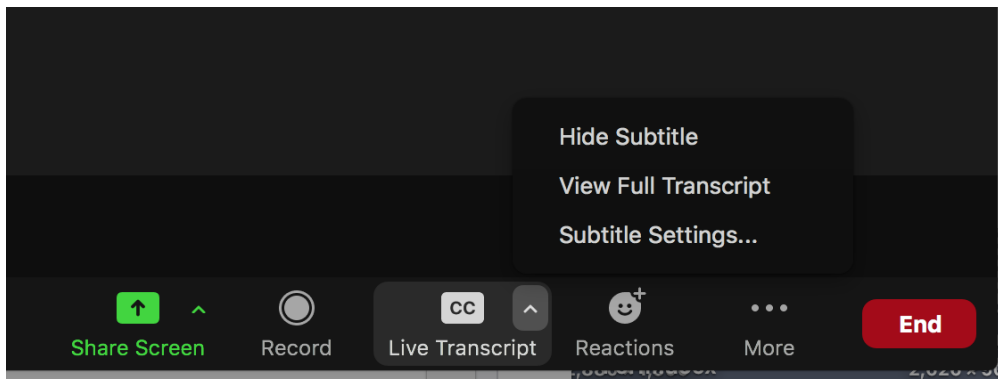 Hide Subtitle
View Full Transcript
Subtitle Settings...
CC
Share Screen
Record
Live Transcript
Reactions
More
End